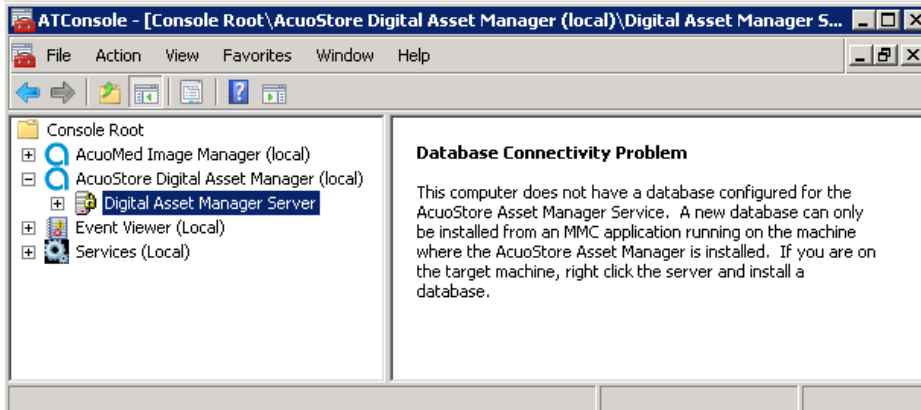 ATConsole - [Console Root\AcuoStore Digital Asset Manager (local)\Digital Asset Manager S...
File Action View Favorites Window Help
Console Root
AcuoMed Image Manager (local)
AcuoStore Digital Asset Manager (local)
Digital Asset Manager Server
Event Viewer (Local)
Services (Local)
Database Connectivity Problem
This computer does not have a database configured for the
AcuoStore Asset Manager Service. A new database can only
be installed from an MMC application running on the machine
where the AcuoStore Asset Manager is installed. If you are on
the target machine, right click the server and install a
database.